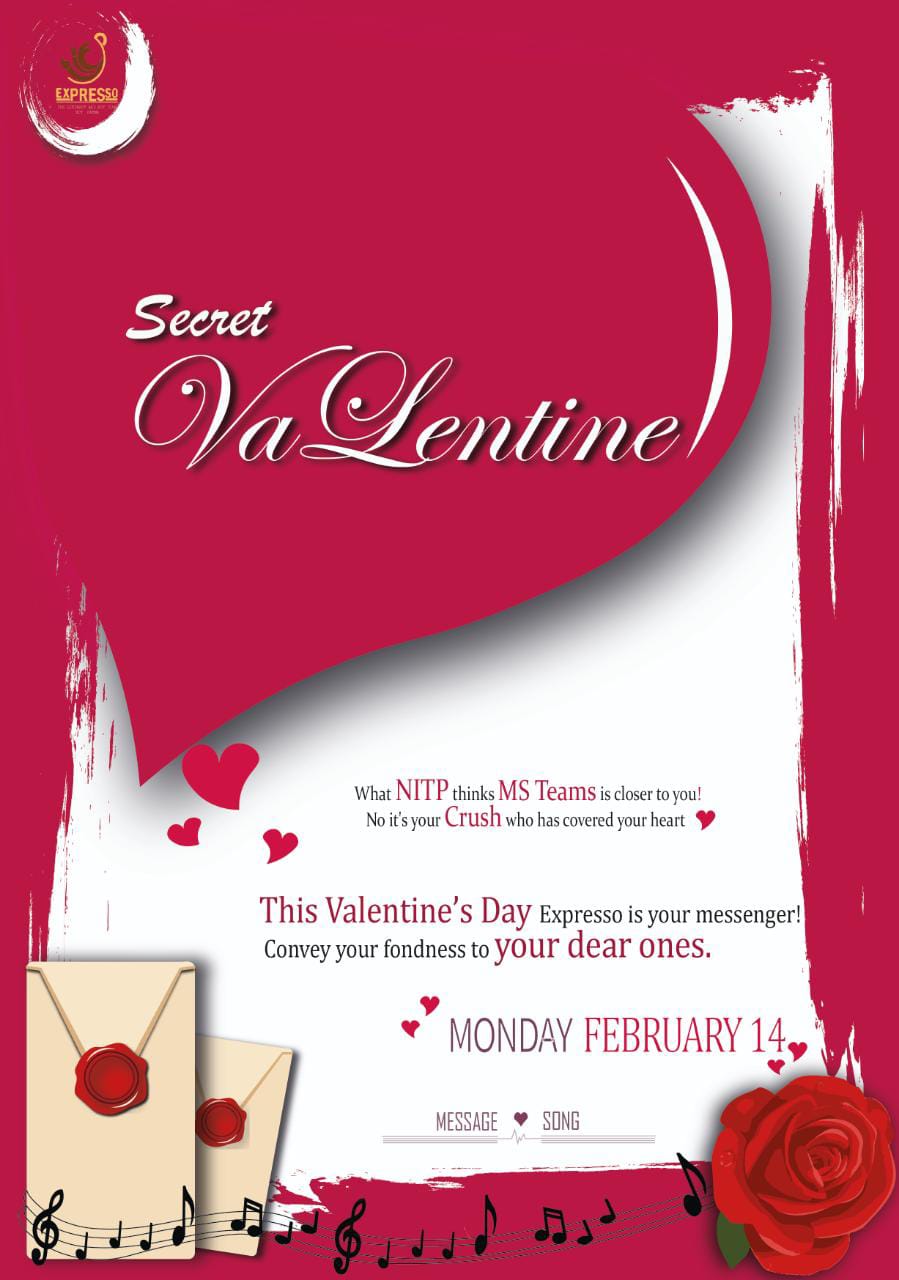 EXPRESSO
Secret
VaLentine
What NITP thinks MS Teams is closer to you!
No it's your Crush who has covered your heart
This Valentine's Day Expresso is your messenger!
Convey your fondness to your dear ones.
MONDAY FEBRUARY 14
MESSAGE SONG